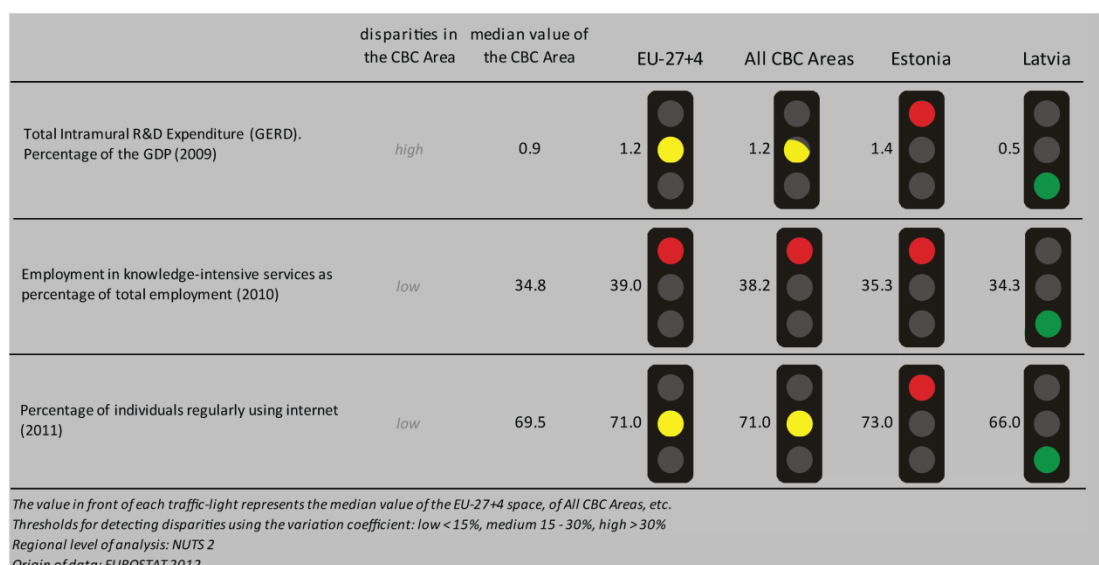 disparities in the CBC Area
median value of the CBC Area
EU-27+4
All CBC Areas
Estonia
Latvia
Total Intramural R&D Expenditure (GERD).
Percentage of the GDP (2009)
high
0.9
1.2
1.2
1.4
0.5
Employment in knowledge-intensive services as
percentage of total employment (2010)
low
34.8
39.0
38.2
35.3
34.3
Percentage of individuals regularly using internet
(2011)
low
69.5
71.0
71.0
73.0
66.0
The value in front of each traffic-light represents the median value of the EU-27+4 space, of All CBC Areas, etc.
Thresholds for detecting disparities using the variation coefficient: low < 15%, medium 15 - 30%, high > 30%
Regional level of analysis: NUTS 2
Origin of data: EUROSTAT 2012